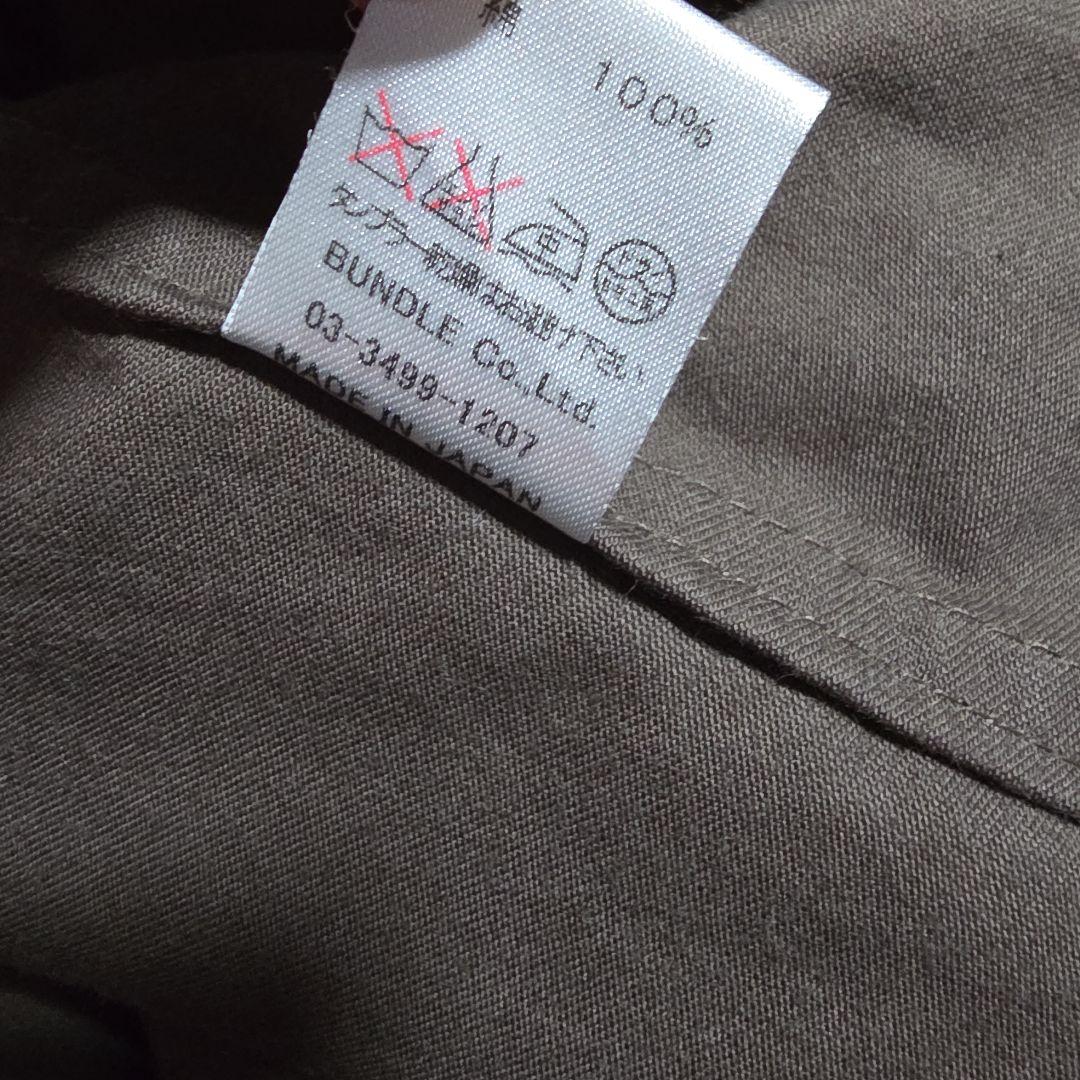 綿 100%
中
タンブラー乾燥はお避け下さい
BUNDLE Co.,Ltd.
03-3499-1207
MADE IN JAPAN